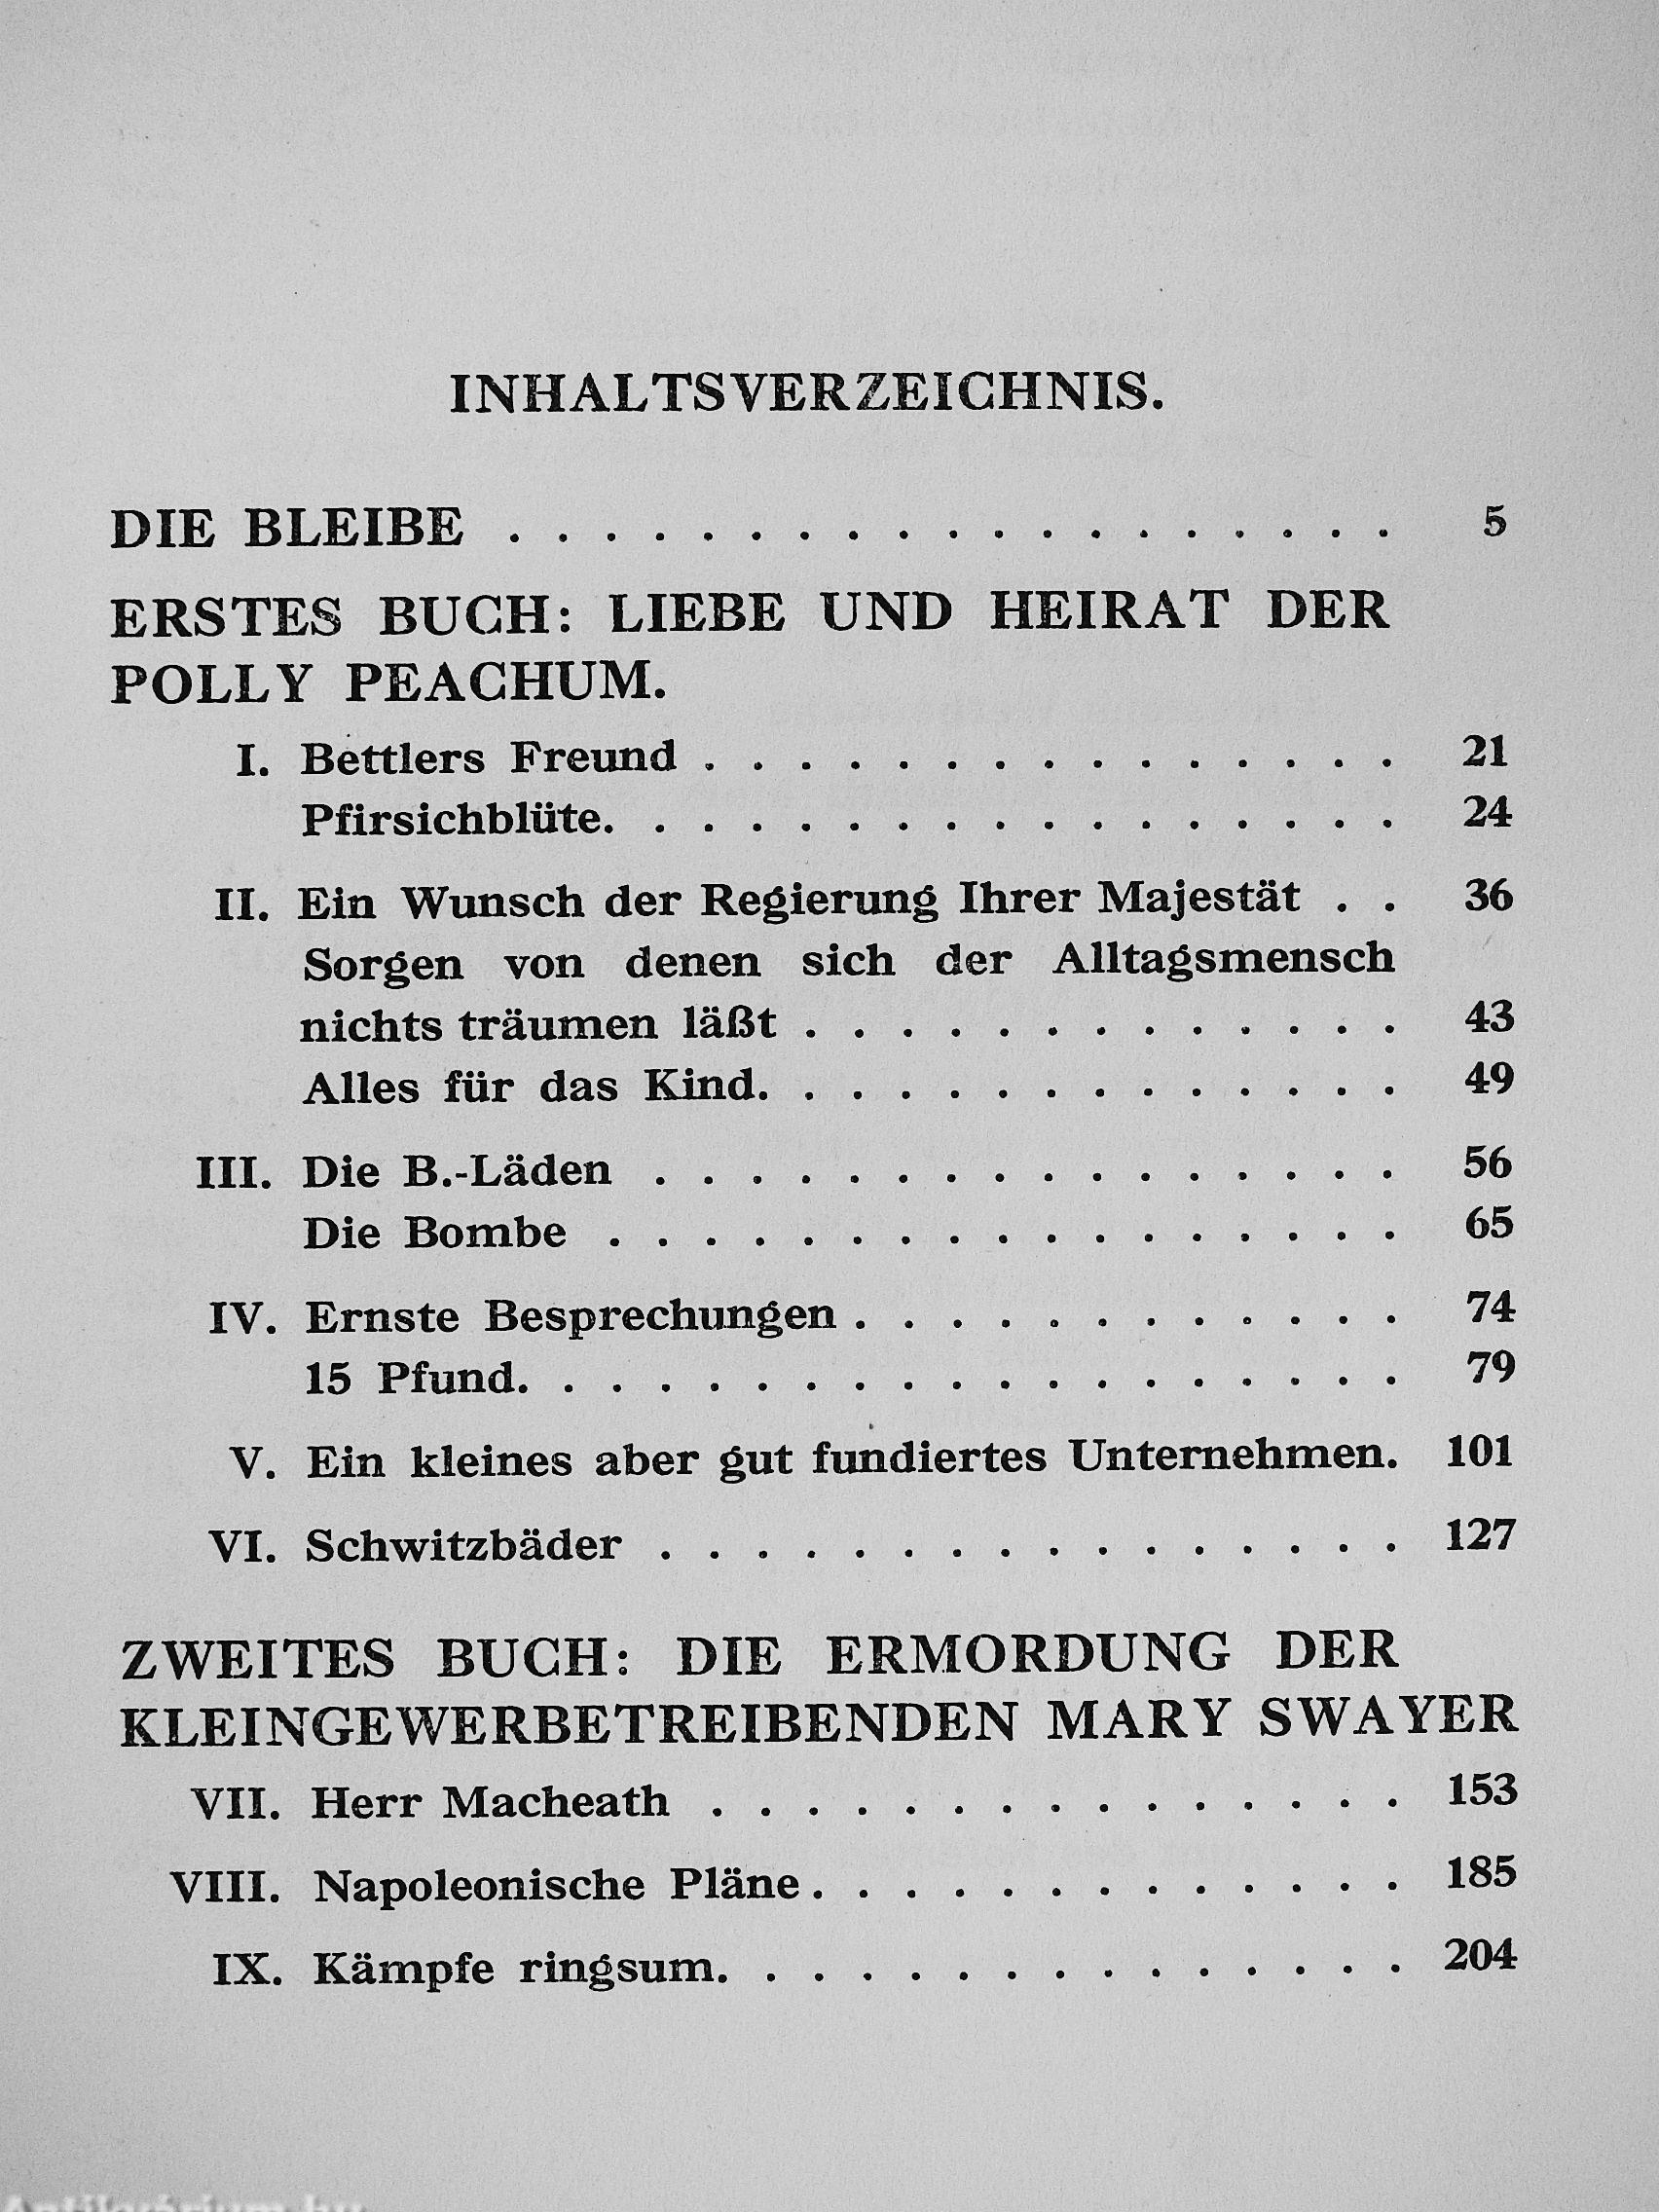 INHALTSVERZEICHNIS.
DIE BLEIBE . . . . . . . . . . . . . . . . . . . 5
ERSTES BUCH: LIEBE UND HEIRAT DER
POLLY PEACHUM.
I. Bettlers Freund . . . . . . . . . . . . . . . 21
Pfirsichblüte. . . . . . . . . . . . . . . . . 24
II. Ein Wunsch der Regierung Ihrer Majestät . . 36
Sorgen von denen sich der Alltagsmensch
nichts träumen läßt . . . . . . . . . . . . . 43
Alles für das Kind. . . . . . . . . . . . . . 49
III. Die B.-Läden . . . . . . . . . . . . . . . . 56
Die Bombe . . . . . . . . . . . . . . . . . 65
IV. Ernste Besprechungen . . . . . . . . . . . . 74
15 Pfund. . . . . . . . . . . . . . . . . . . 79
V. Ein kleines aber gut fundiertes Unternehmen. 101
VI. Schwitzbäder . . . . . . . . . . . . . . . . 127
ZWEITES BUCH: DIE ERMORDUNG DER
KLEINGEWERBETREIBENDEN MARY SWAYER
VII. Herr Macheath . . . . . . . . . . . . . . . 153
VIII. Napoleonische Pläne . . . . . . . . . . . . . 185
IX. Kämpfe ringsum. . . . . . . . . . . . . . . 204